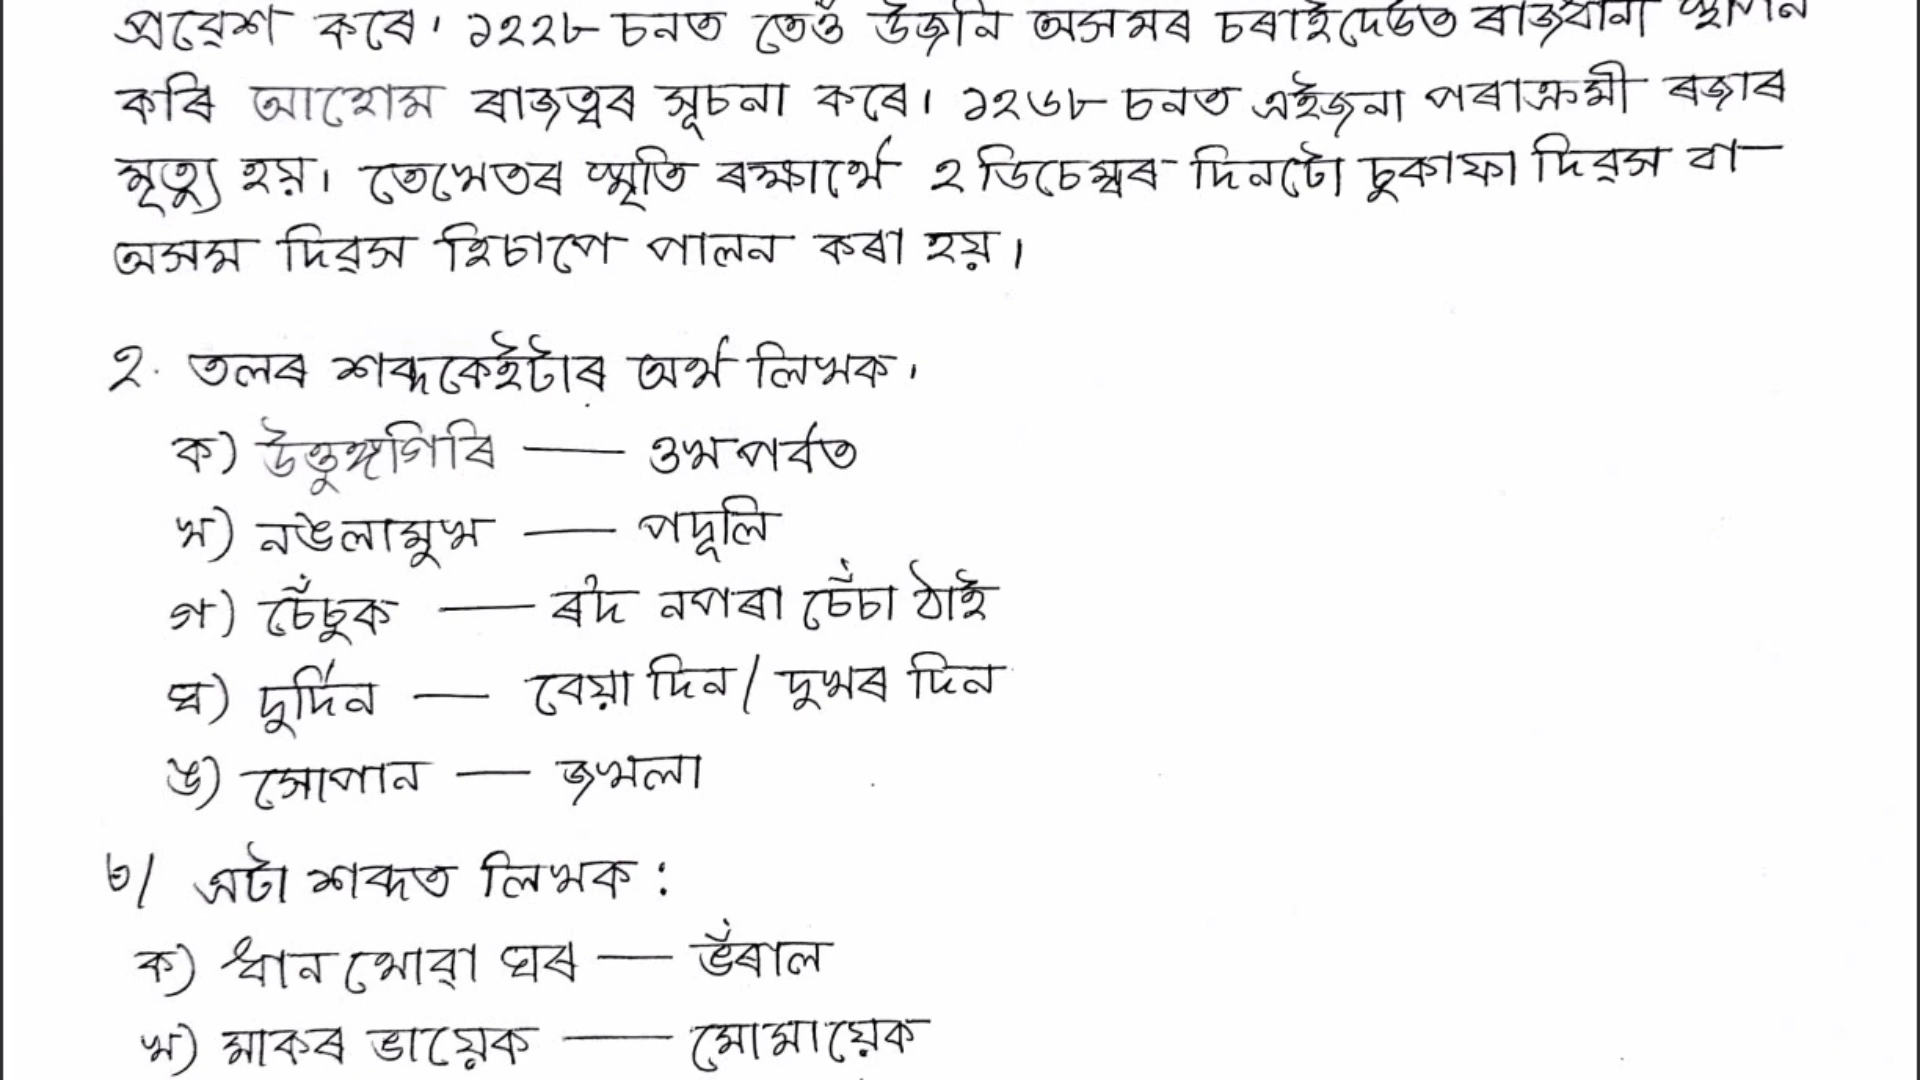 প্ৰৱেশ কৰে। ১২২৮ চনত তেওঁ উজনি অসমৰ চৰাইদেউত ৰাজধানী স্থাপন
কৰি আহোম ৰাজত্বৰ সূচনা কৰে। ১২৬৮ চনত এইজনা পৰাক্ৰমী ৰজাৰ
মৃত্যু হয়। তেখেতৰ স্মৃতি ৰক্ষাৰ্থে ২ ডিচেম্বৰ দিনটো চুকাফা দিৱস বা
অসম দিৱস হিচাপে পালন কৰা হয়।
২. তলৰ শব্দকেইটাৰ অৰ্থ লিখক।
ক) উত্তুঙ্গগিৰি — ওখ পৰ্বত
খ) নঙলামুখ — পদূলি
গ) চেঁচুক — ৰ'দ নপৰা চেঁচা ঠাই
ঘ) দুৰ্দিন — বেয়া দিন/ দুখৰ দিন
ঙ) সোপান — জখলা
৩/ এটা শব্দত লিখক :
ক) ধান থোৱা ঘৰ — ভঁৰাল
খ) মাকৰ ভায়েক — মোমায়েক